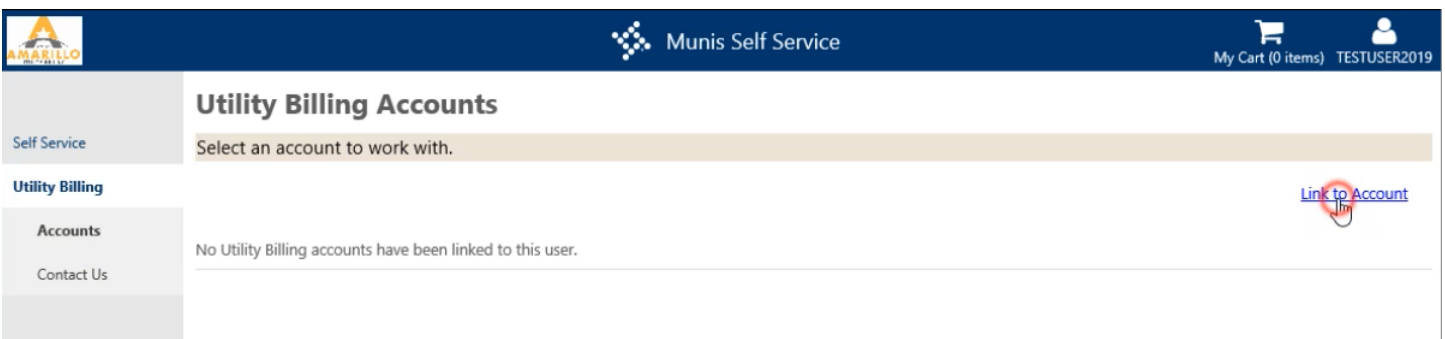 AMARILLO
Munis Self Service
My Cart (0 items) TESTUSER2019
Utility Billing Accounts
Self Service
Select an account to work with.
Utility Billing
Link to Account
Accounts
No Utility Billing accounts have been linked to this user.
Contact Us